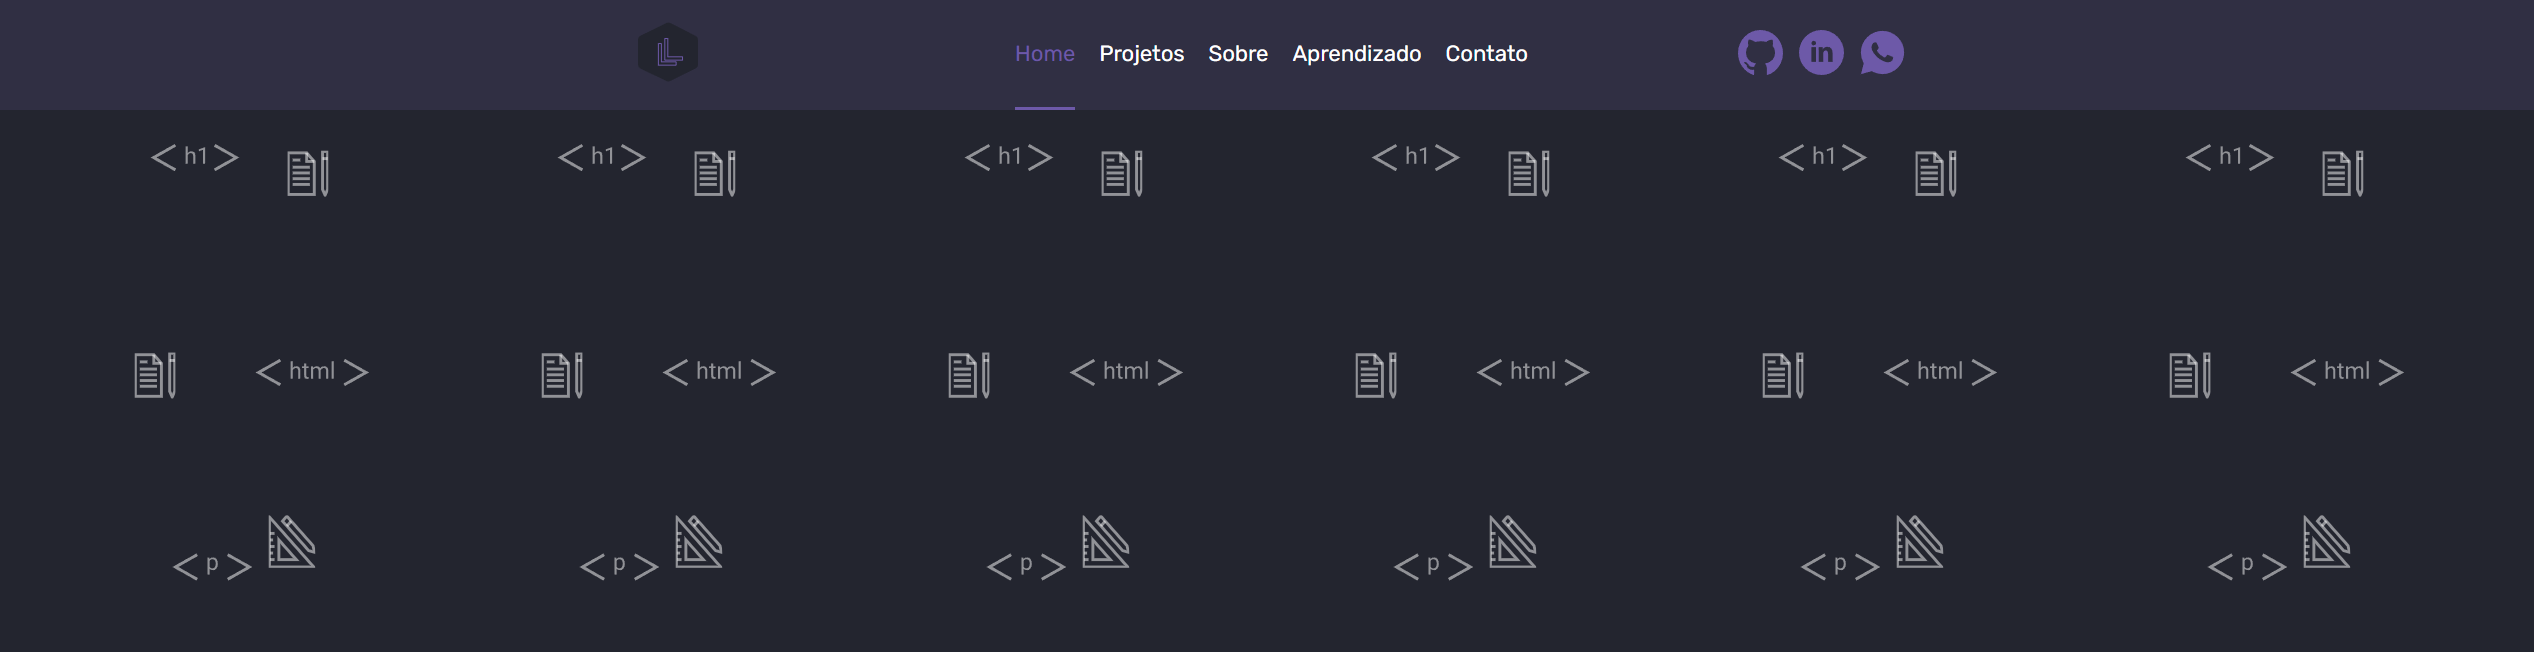 Home Projetos Sobre Aprendizado Contato
< h1 > < h1 > < h1 > < h1 > < h1 > < h1 >
< html > < html > < html > < html > < html > < html >
< p > < p > < p > < p > < p > < p >